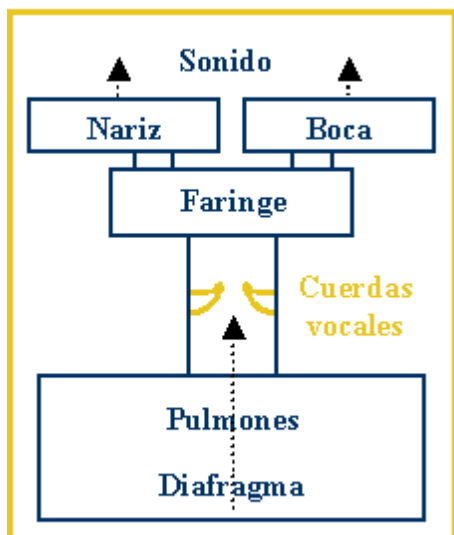 Sonido
Nariz
Boca
Faringe
Cuerdas
vocales
Pulmones
Diafragma